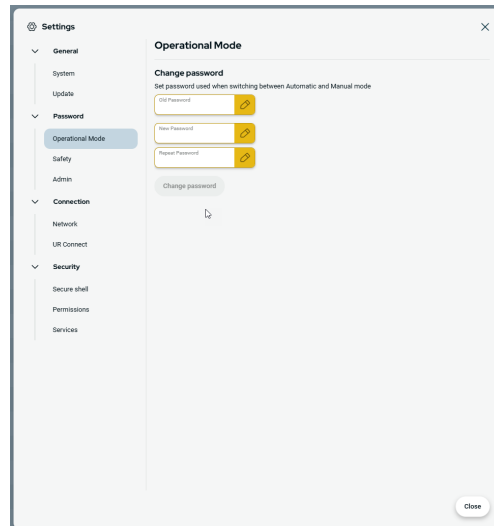 Settings
General
System
Update
Password
Operational Mode
Safety
Admin
Connection
Network
UR Connect
Security
Secure shell
Permissions
Services
Operational Mode
Change password
Set password used when switching between Automatic and Manual mode
Old Password
New Password
Repeat Password
Change password
Close